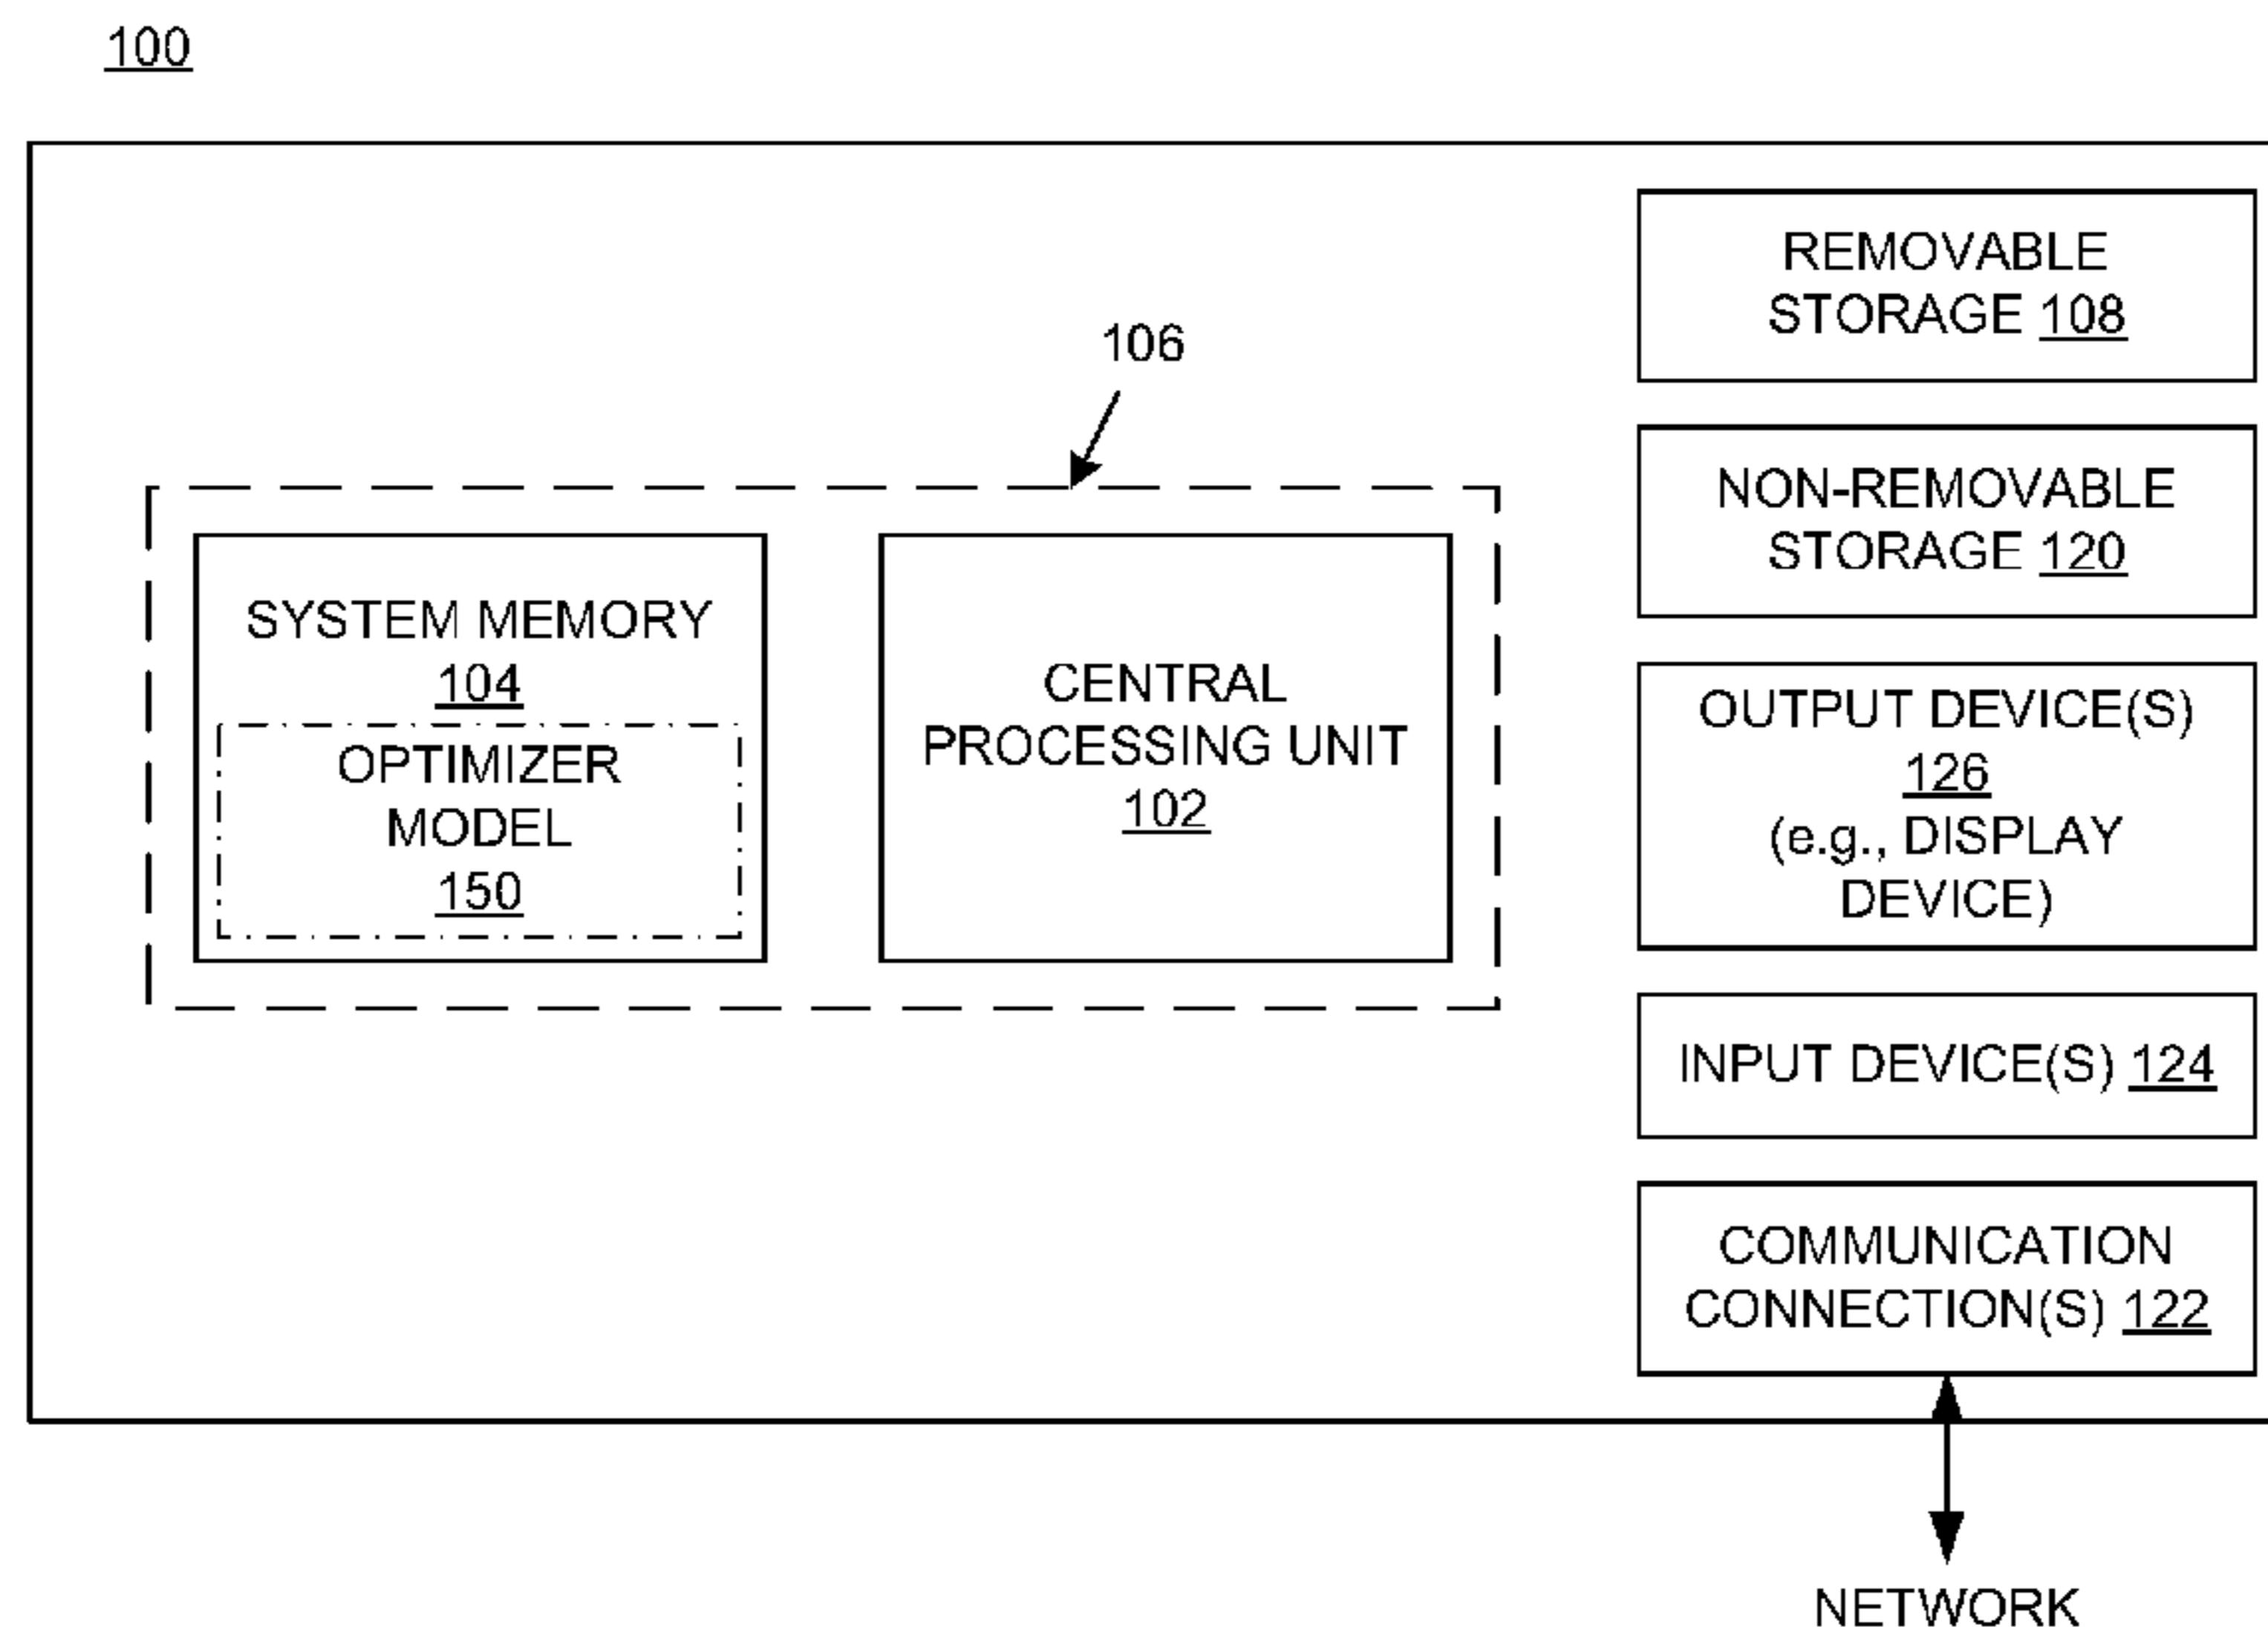 100
106
SYSTEM MEMORY
104
OPTIMIZER
MODEL
150
CENTRAL
PROCESSING UNIT
102
REMOVABLE
STORAGE 108
NON-REMOVABLE
STORAGE 120
OUTPUT DEVICE(S)
126
(e.g., DISPLAY
DEVICE)
INPUT DEVICE(S) 124
COMMUNICATION
CONNECTION(S) 122
NETWORK